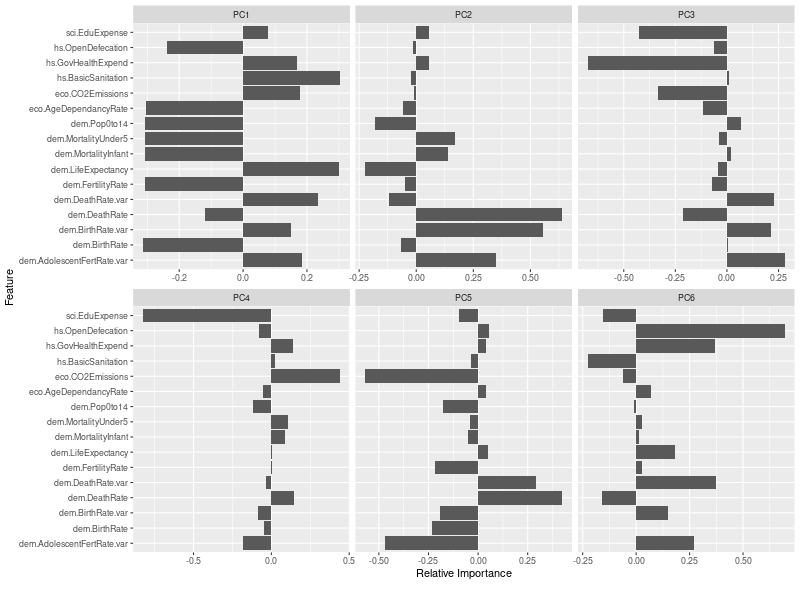 PC1 PC2 PC3
sci.EduExpense
hs.OpenDefecation
hs.GovHealthExpend
hs.BasicSanitation
eco.CO2Emissions
eco.AgeDependancyRate
dem.Pop0to14
dem.MortalityUnder5
dem.MortalityInfant
dem.LifeExpectancy
dem.FertilityRate
dem.DeathRate.var
dem.DeathRate
dem.BirthRate.var
dem.BirthRate
dem.AdolescentFertRate.var
-0.2 0.0 0.2 -0.25 0.00 0.25 0.50 -0.50 -0.25 0.00 0.25
Feature
PC4 PC5 PC6
sci.EduExpense
hs.OpenDefecation
hs.GovHealthExpend
hs.BasicSanitation
eco.CO2Emissions
eco.AgeDependancyRate
dem.Pop0to14
dem.MortalityUnder5
dem.MortalityInfant
dem.LifeExpectancy
dem.FertilityRate
dem.DeathRate.var
dem.DeathRate
dem.BirthRate.var
dem.BirthRate
dem.AdolescentFertRate.var
-0.5 0.0 0.5 -0.50 -0.25 0.00 0.25 -0.25 0.00 0.25 0.50
Relative Importance